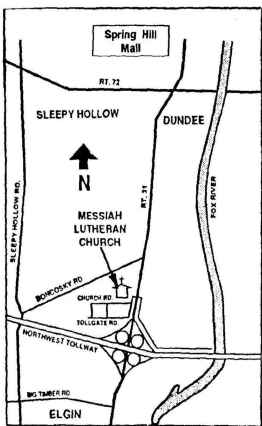 Spring Hill
Mall
RT. 72
SLEEPY HOLLOW
DUNDEE
N
SLEEPY HOLLOW RD.
RT. 31
FOX RIVER
MESSIAH
LUTHERAN
CHURCH
BONCOSKY RD
CHURCH RD
TOLLGATE RD
NORTHWEST TOLLWAY
BIG TIMBER RD
ELGIN